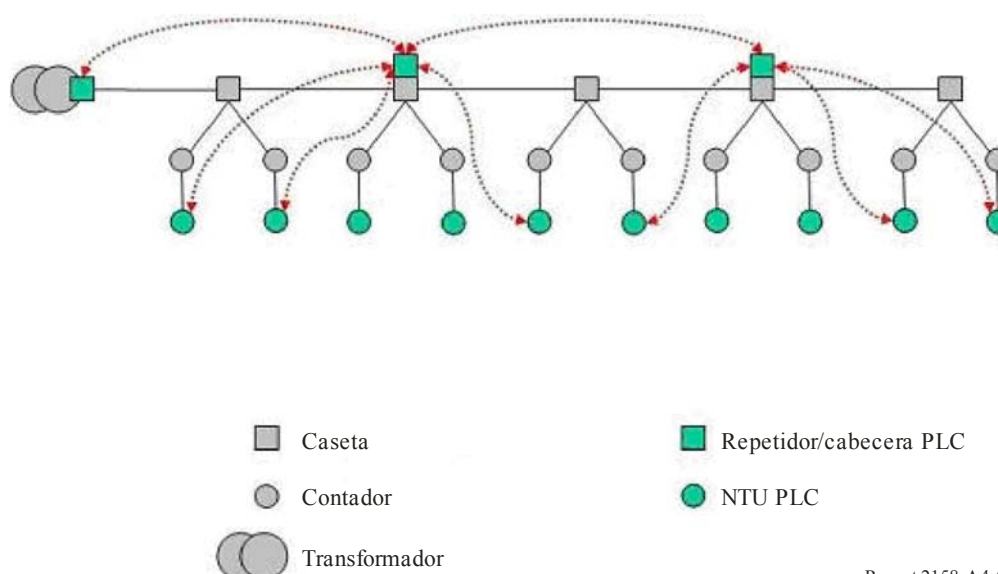 Caseta
Repetidor/cabecera PLC
Contador
NTU PLC
Transformador